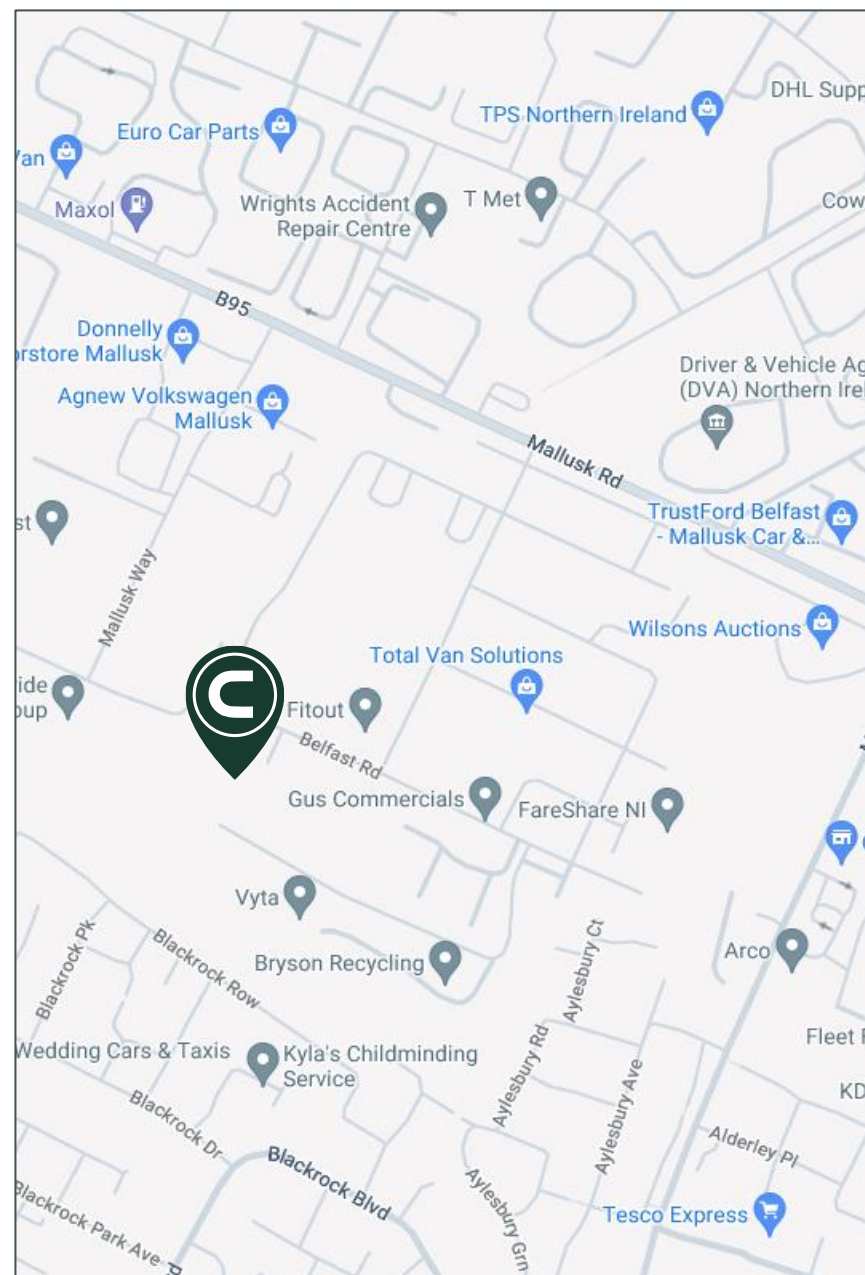 DHL Supp
TPS Northern Ireland
Euro Car Parts
Van
Maxol
Wrights Accident
Repair Centre
T Met
Cow
B95
Donnelly
orstore Mallusk
Agnew Volkswagen
Mallusk
Driver & Vehicle Ag
(DVA) Northern Irel
Mallusk Rd
TrustFord Belfast
- Mallusk Car &...
st
Mallusk Way
Wilsons Auctions
Total Van Solutions
ide
oup
Fitout
Belfast Rd
Gus Commercials
FareShare NI
Vyta
Bryson Recycling
Blackrock Pk
Blackrock Row
Aylesbury Ct
Arco
Wedding Cars & Taxis
Kyla's Childminding
Service
Aylesbury Rd
Aylesbury Ave
Fleet
KD
Blackrock Dr
Blackrock Blvd
Alderley Pl
Aylesbury Grn
Tesco Express
Blackrock Park Ave